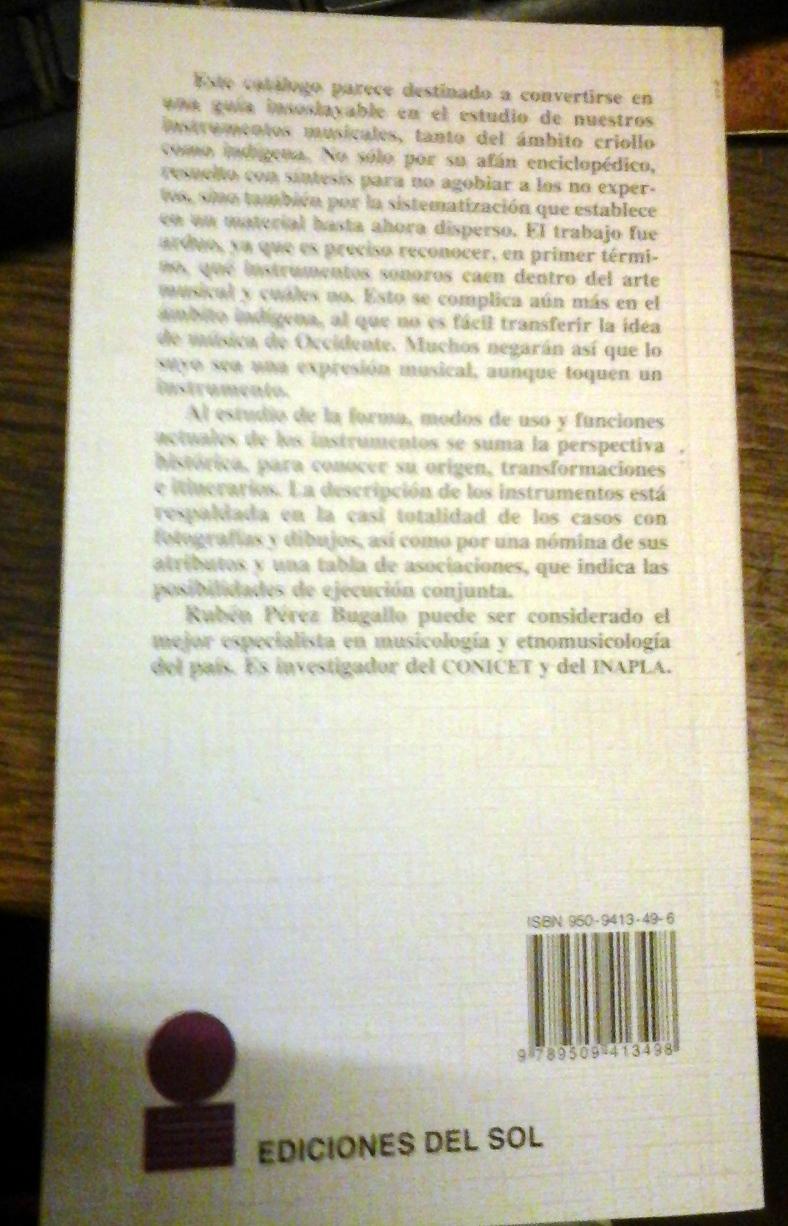 Este catálogo parece destinado a convertirse en
una guía insoslayable en el estudio de nuestros
instrumentos musicales, tanto del ámbito criollo
como indígena. No sólo por su afán enciclopédico,
resuelto con síntesis para no agobiar a los no exper-
tos, sino también por la sistematización que establece
en un material hasta ahora disperso. El trabajo fue
arduo, ya que es preciso reconocer, en primer térmi-
no, qué instrumentos sonoros caen dentro del arte
musical y cuáles no. Esto se complica aún más en el
ámbito indígena, al que no es fácil transferir la idea
de música de Occidente. Muchos negarán así que lo
suyo sea una expresión musical, aunque toquen un
instrumento.
Al estudio de la forma, modos de uso y funciones
actuales de los instrumentos se suma la perspectiva
histórica, para conocer su origen, transformaciones
e itinerarios. La descripción de los instrumentos está
respaldada en la casi totalidad de los casos con
fotografías y dibujos, así como por una nómina de sus
atributos y una tabla de asociaciones, que indica las
posibilidades de ejecución conjunta.
Rubén Pérez Bugallo puede ser considerado el
mejor especialista en musicología y etnomusicología
del país. Es investigador del CONICET y del INAPLA.
ISBN 950-9413-49-6
9 789509 413498
EDICIONES DEL SOL